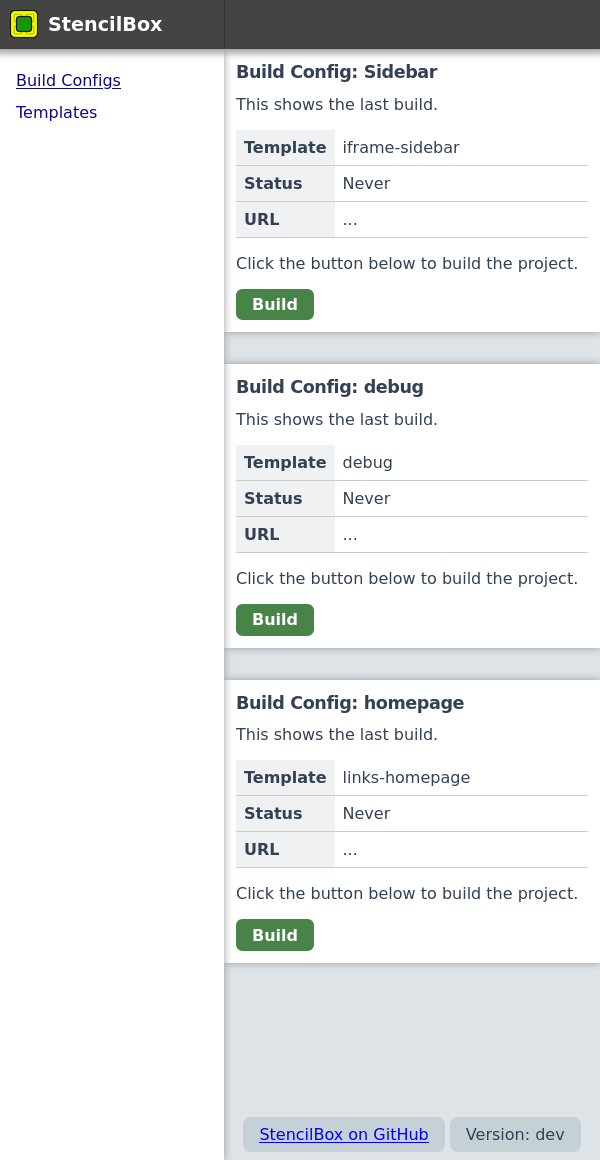 StencilBox
Build Configs
Templates
Build Config: Sidebar
This shows the last build.
Template iframe-sidebar
Status Never
URL ...
Click the button below to build the project.
Build
Build Config: debug
This shows the last build.
Template debug
Status Never
URL ...
Click the button below to build the project.
Build
Build Config: homepage
This shows the last build.
Template links-homepage
Status Never
URL ...
Click the button below to build the project.
Build
StencilBox on GitHub Version: dev